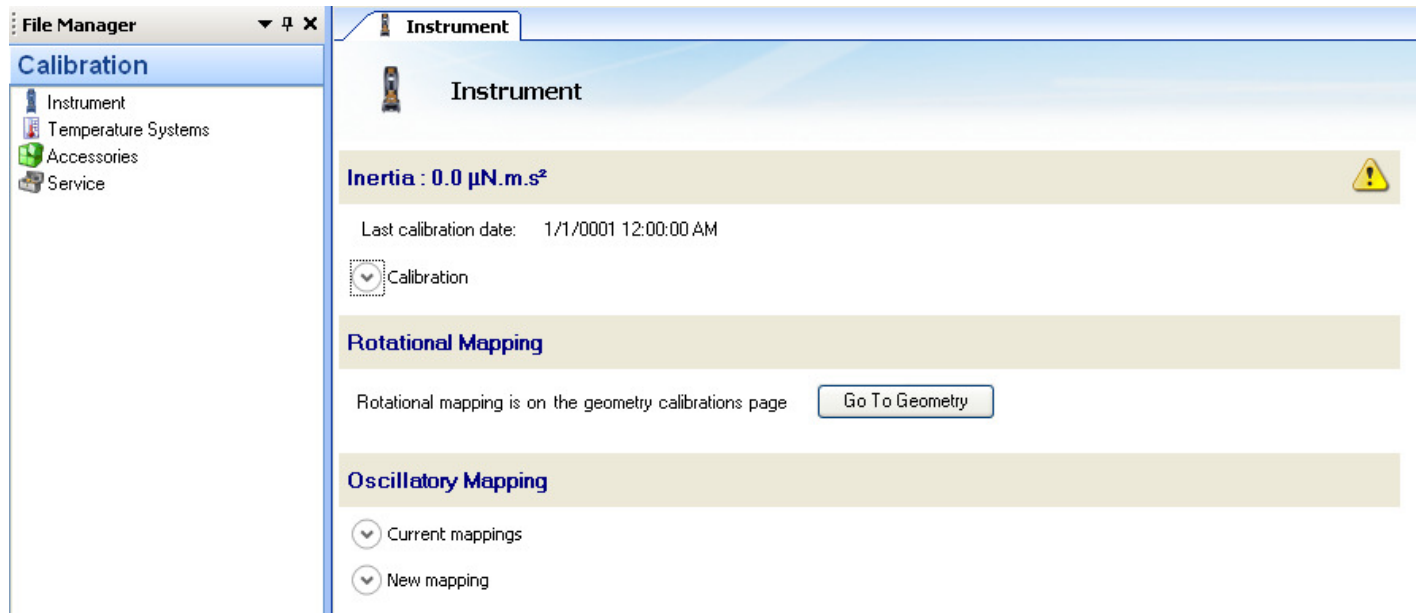 File Manager
Calibration
Instrument
Temperature Systems
Accessories
Service
Instrument
Instrument
Inertia : 0.0 µN.m.s²
Last calibration date: 1/1/0001 12:00:00 AM
Calibration
Rotational Mapping
Rotational mapping is on the geometry calibrations page Go To Geometry
Oscillatory Mapping
Current mappings
New mapping